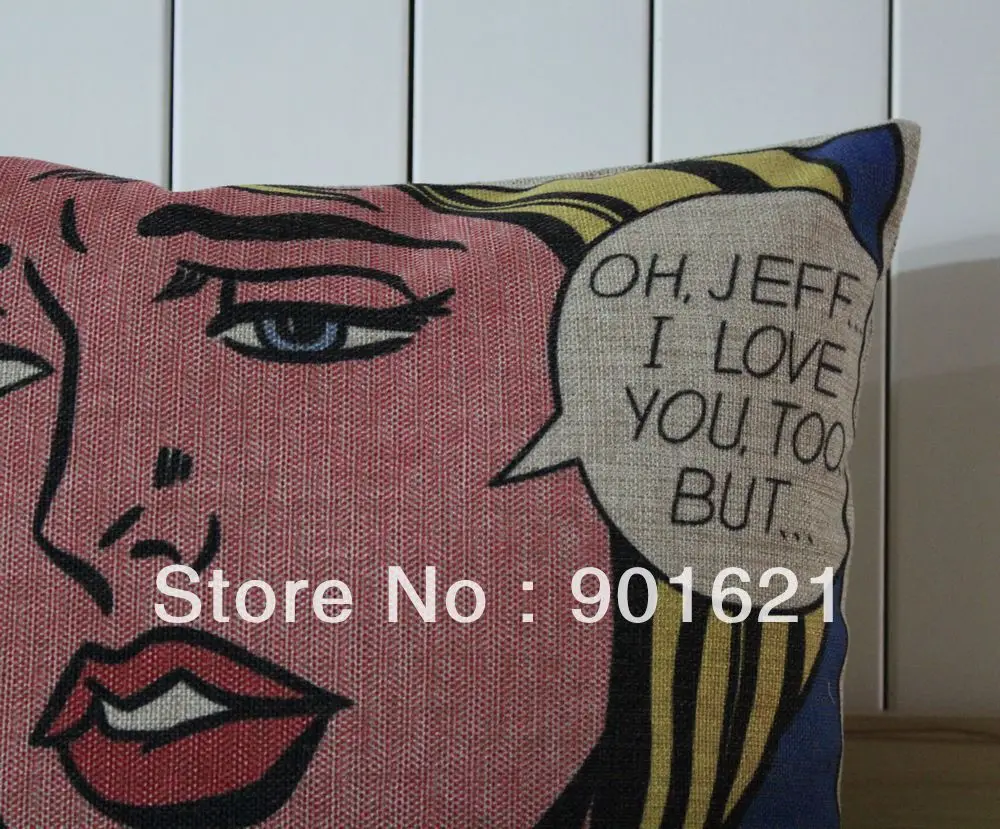 OH, JEFF...
I LOVE
YOU, TOO
BUT...
Store No : 901621